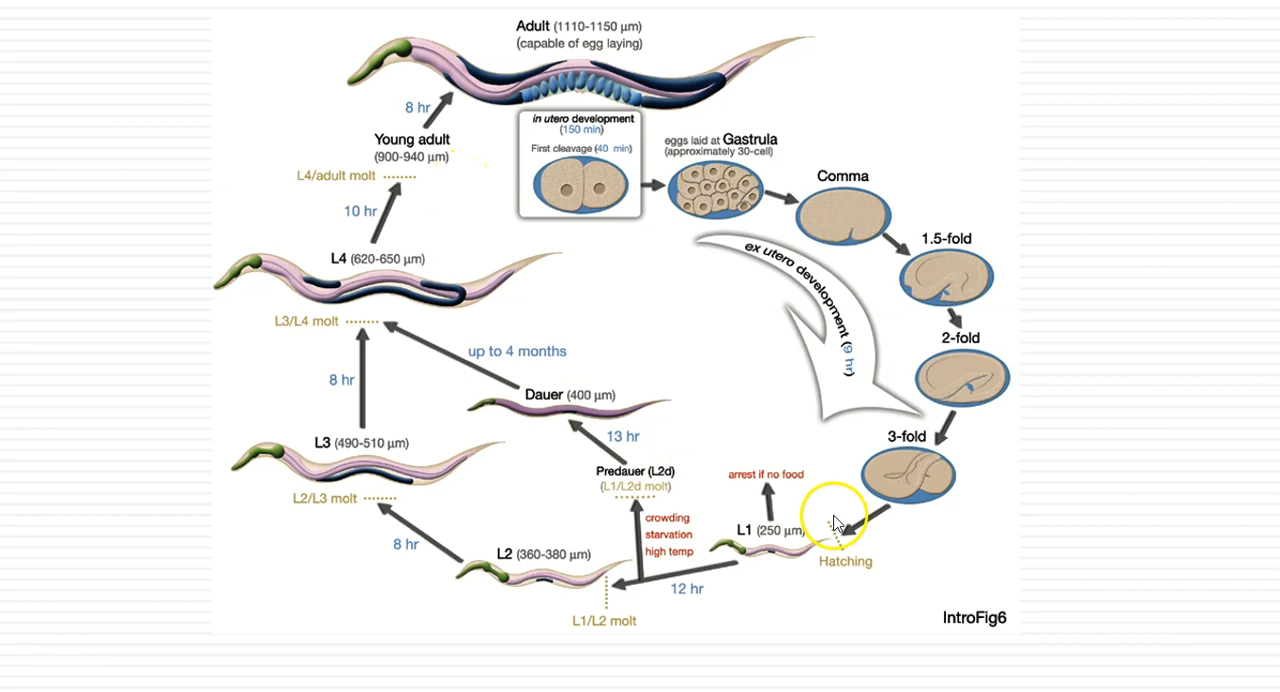 Adult (1110-1150 μm)
(capable of egg laying)
8 hr
in utero development
(150 min)
First cleavage (40 min)
eggs laid at Gastrula
(approximately 30-cell)
Young adult
(900-940 μm)
L4/adult molt
Comma
10 hr
1.5-fold
ex utero development (9 hr)
L4 (620-650 μm)
L3/L4 molt
2-fold
up to 4 months
8 hr
Dauer (400 μm)
13 hr
3-fold
L3 (490-510 μm)
Predauer (L2d)
(L1/L2d molt)
arrest if no food
L2/L3 molt
crowding
starvation
high temp
L1 (250 μm)
8 hr
L2 (360-380 μm)
Hatching
12 hr
L1/L2 molt
IntroFig6